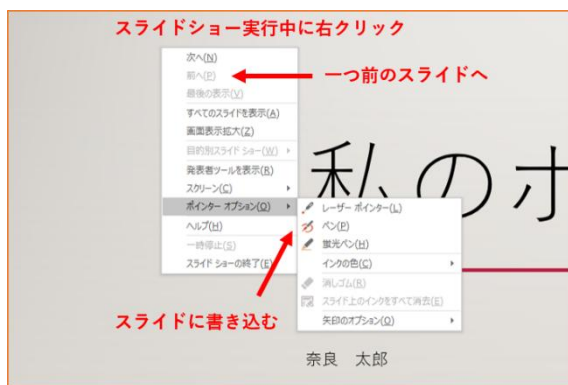 スライドショー実行中に右クリック
次へ(N)
前へ(P)
一つ前のスライドへ
最後の表示(V)
すべてのスライドを表示(A)
画面表示拡大(Z)
目的別スライド ショー(W)
発表者ツールを表示(R)
スクリーン(C)
ポインター オプション(O)
ヘルプ(H)
一時停止(S)
スライド ショーの終了(E)
レーザー ポインター(L)
ペン(P)
蛍光ペン(H)
インクの色(C)
消しゴム(R)
スライド上のインクをすべて消去(E)
矢印のオプション(O)
私のポ
スライドに書き込む
奈良 太郎